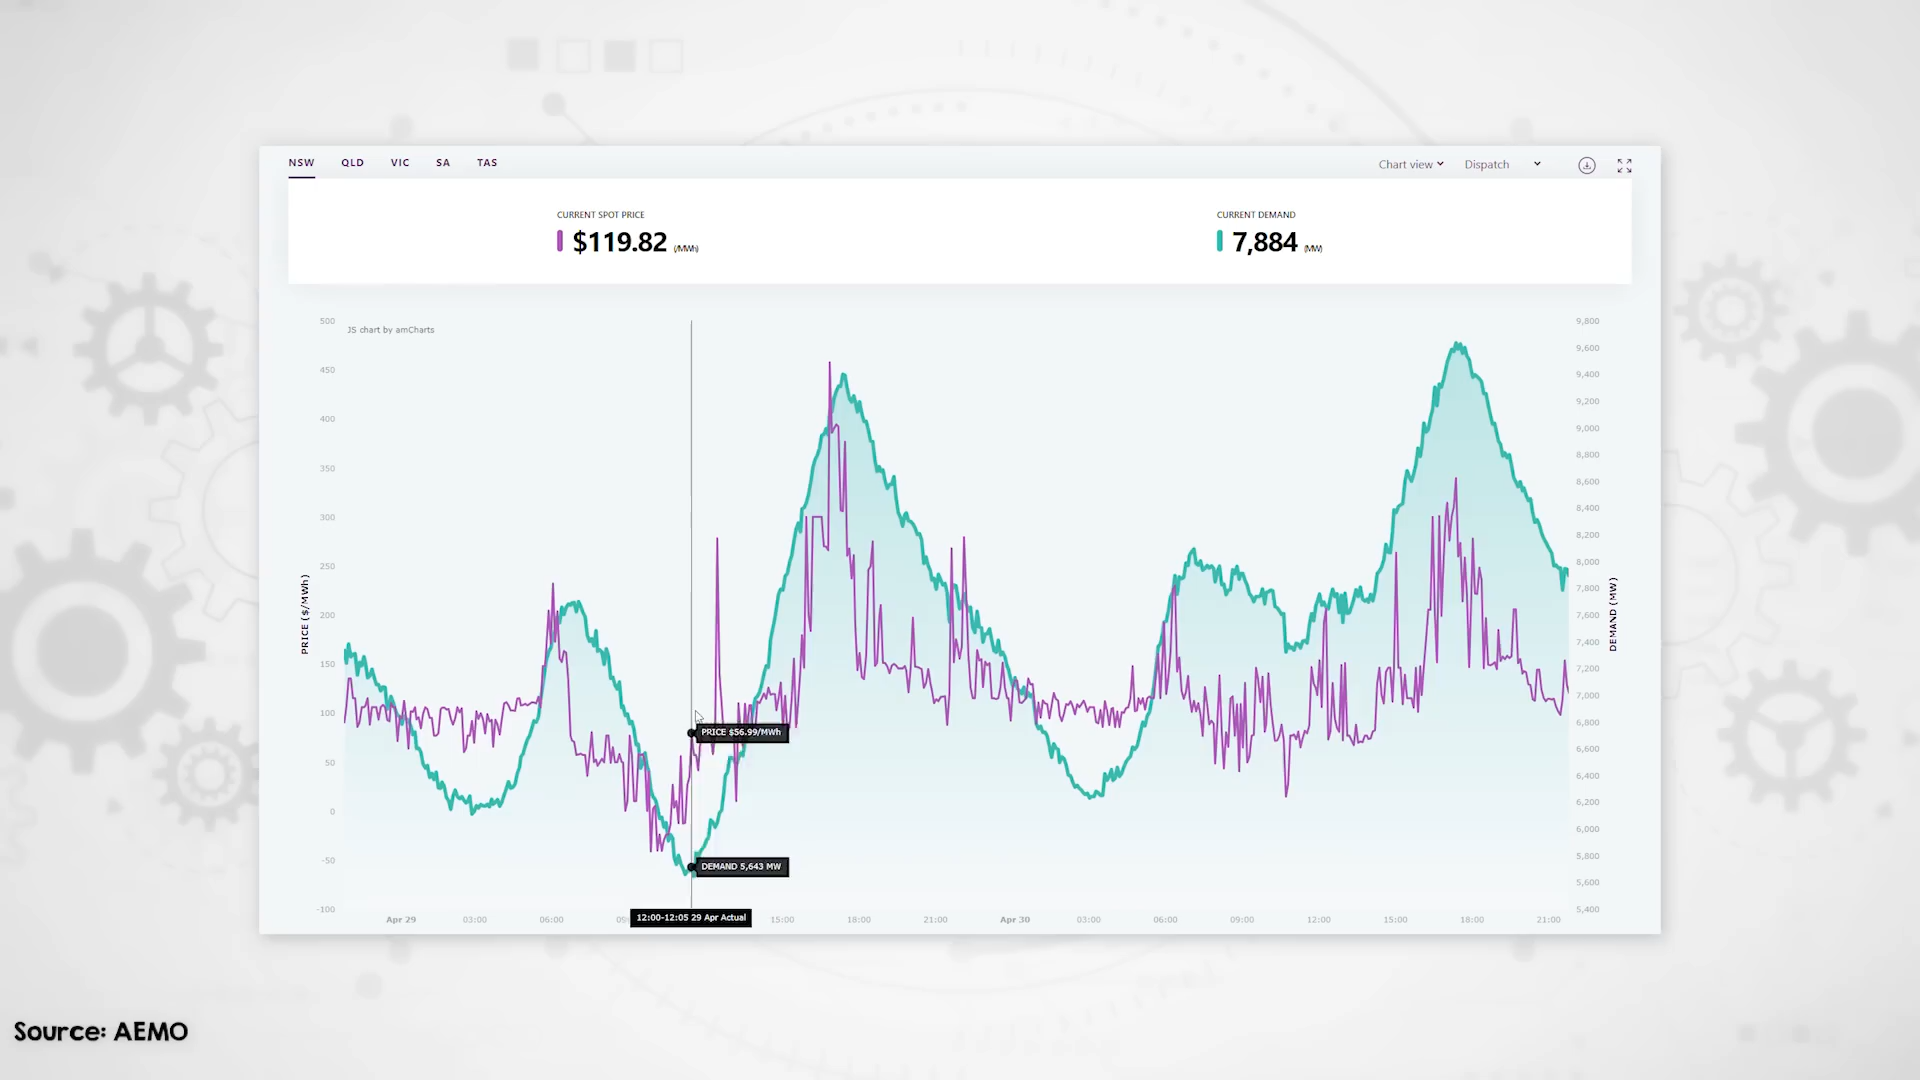 NSW QLD VIC SA TAS
Chart view Dispatch
CURRENT SPOT PRICE
$119.82 (/MWh)
CURRENT DEMAND
7,884 (MW)
JS chart by amCharts
PRICE ($/MWh)
500
450
400
350
300
250
200
150
100
50
0
-50
-100
9,800
9,600
9,400
9,200
9,000
8,800
8,600
8,400
8,200
8,000
7,800
7,600
7,400
7,200
7,000
6,800
6,600
6,400
6,200
6,000
5,800
5,600
5,400
DEMAND (MW)
PRICE $56.99/MWh
DEMAND 5,643 MW
Apr 29 03:00 06:00 12:00-12:05 29 Apr Actual 15:00 18:00 21:00 Apr 30 03:00 06:00 09:00 12:00 15:00 18:00 21:00
Source: AEMO